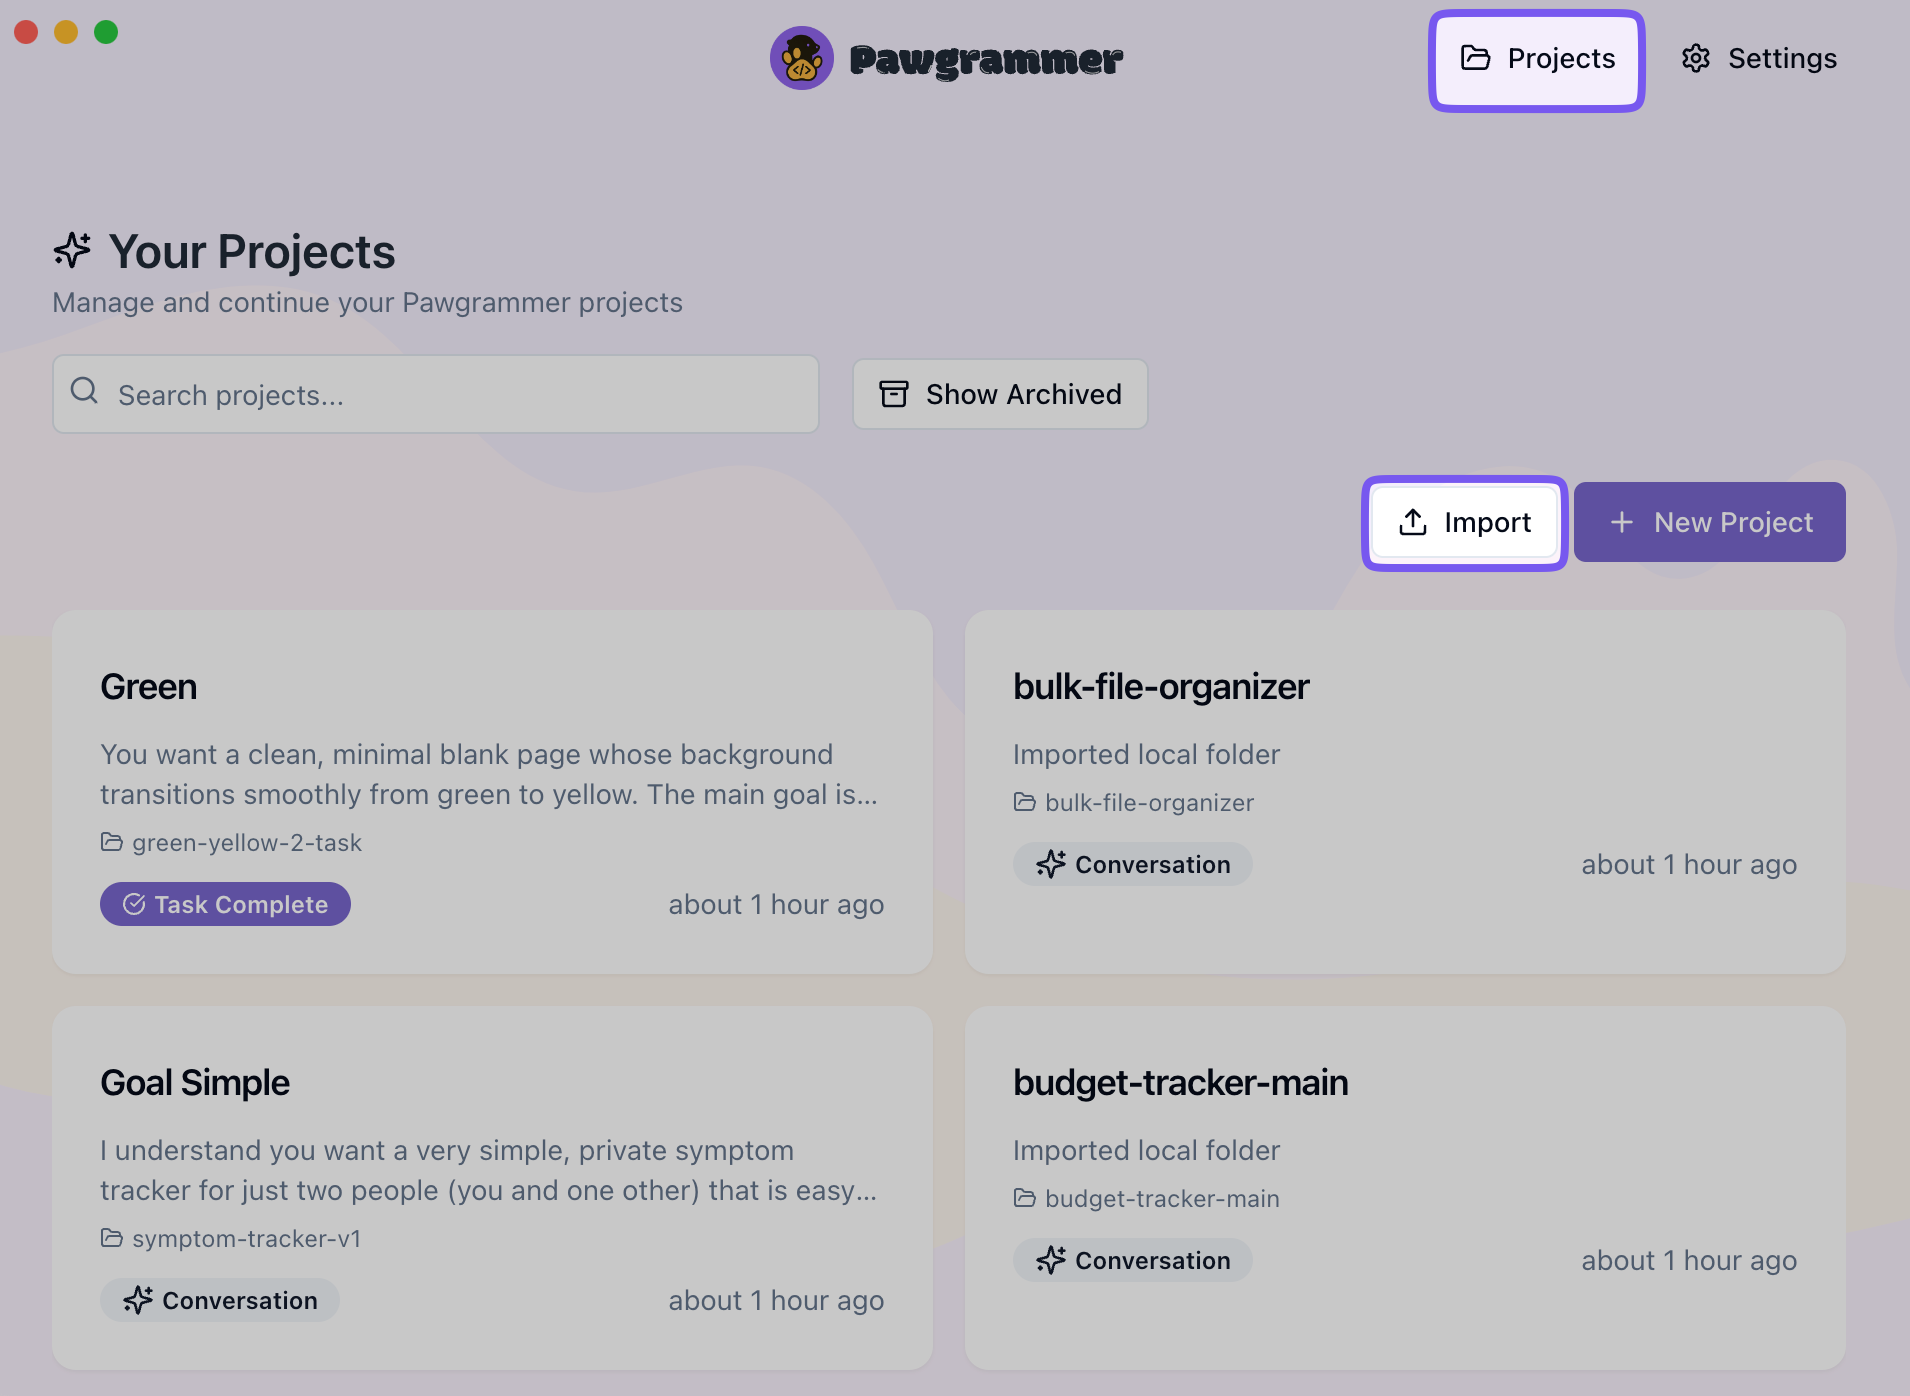 Pawgrammer
Projects
Settings
Your Projects
Manage and continue your Pawgrammer projects
Search projects...
Show Archived
Import
New Project
Green
You want a clean, minimal blank page whose background
transitions smoothly from green to yellow. The main goal is...
green-yellow-2-task
Task Complete
about 1 hour ago
bulk-file-organizer
Imported local folder
bulk-file-organizer
Conversation
about 1 hour ago
Goal Simple
I understand you want a very simple, private symptom
tracker for just two people (you and one other) that is easy...
symptom-tracker-v1
Conversation
about 1 hour ago
budget-tracker-main
Imported local folder
budget-tracker-main
Conversation
about 1 hour ago